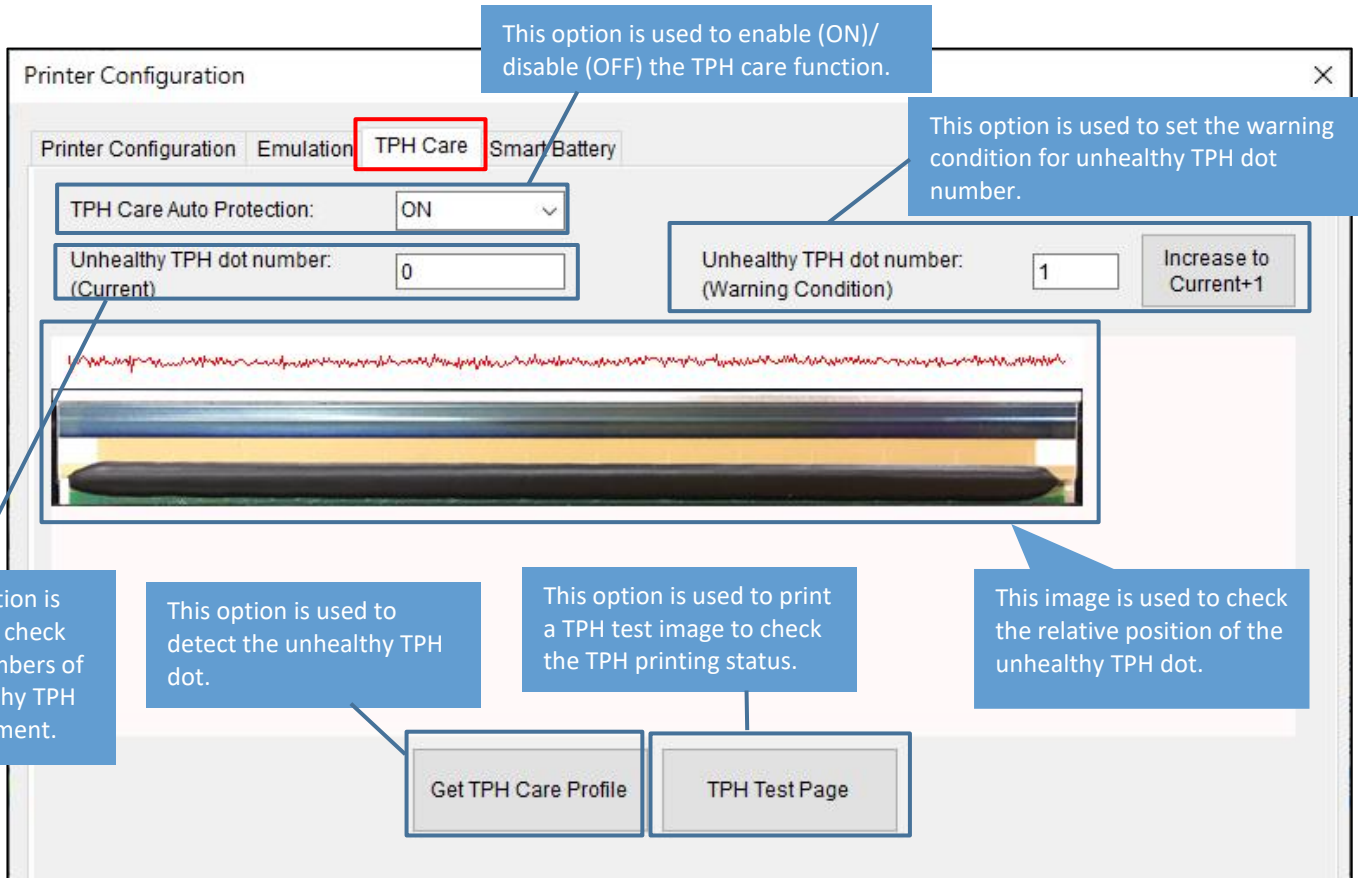 This option is used to enable (ON)/
disable (OFF) the TPH care function.
Printer Configuration
This option is used to set the warning
condition for unhealthy TPH dot
number.
Printer Configuration Emulation TPH Care Smart Battery
TPH Care Auto Protection: ON
Unhealthy TPH dot number:
(Current)
0
Unhealthy TPH dot number:
(Warning Condition)
1
Increase to
Current+1
is
check
of
TPH
This option is used to
detect the unhealthy TPH
dot.
This option is used to print
a TPH test image to check
the TPH printing status.
This image is used to check
the relative position of the
unhealthy TPH dot.
Get TPH Care Profile
TPH Test Page